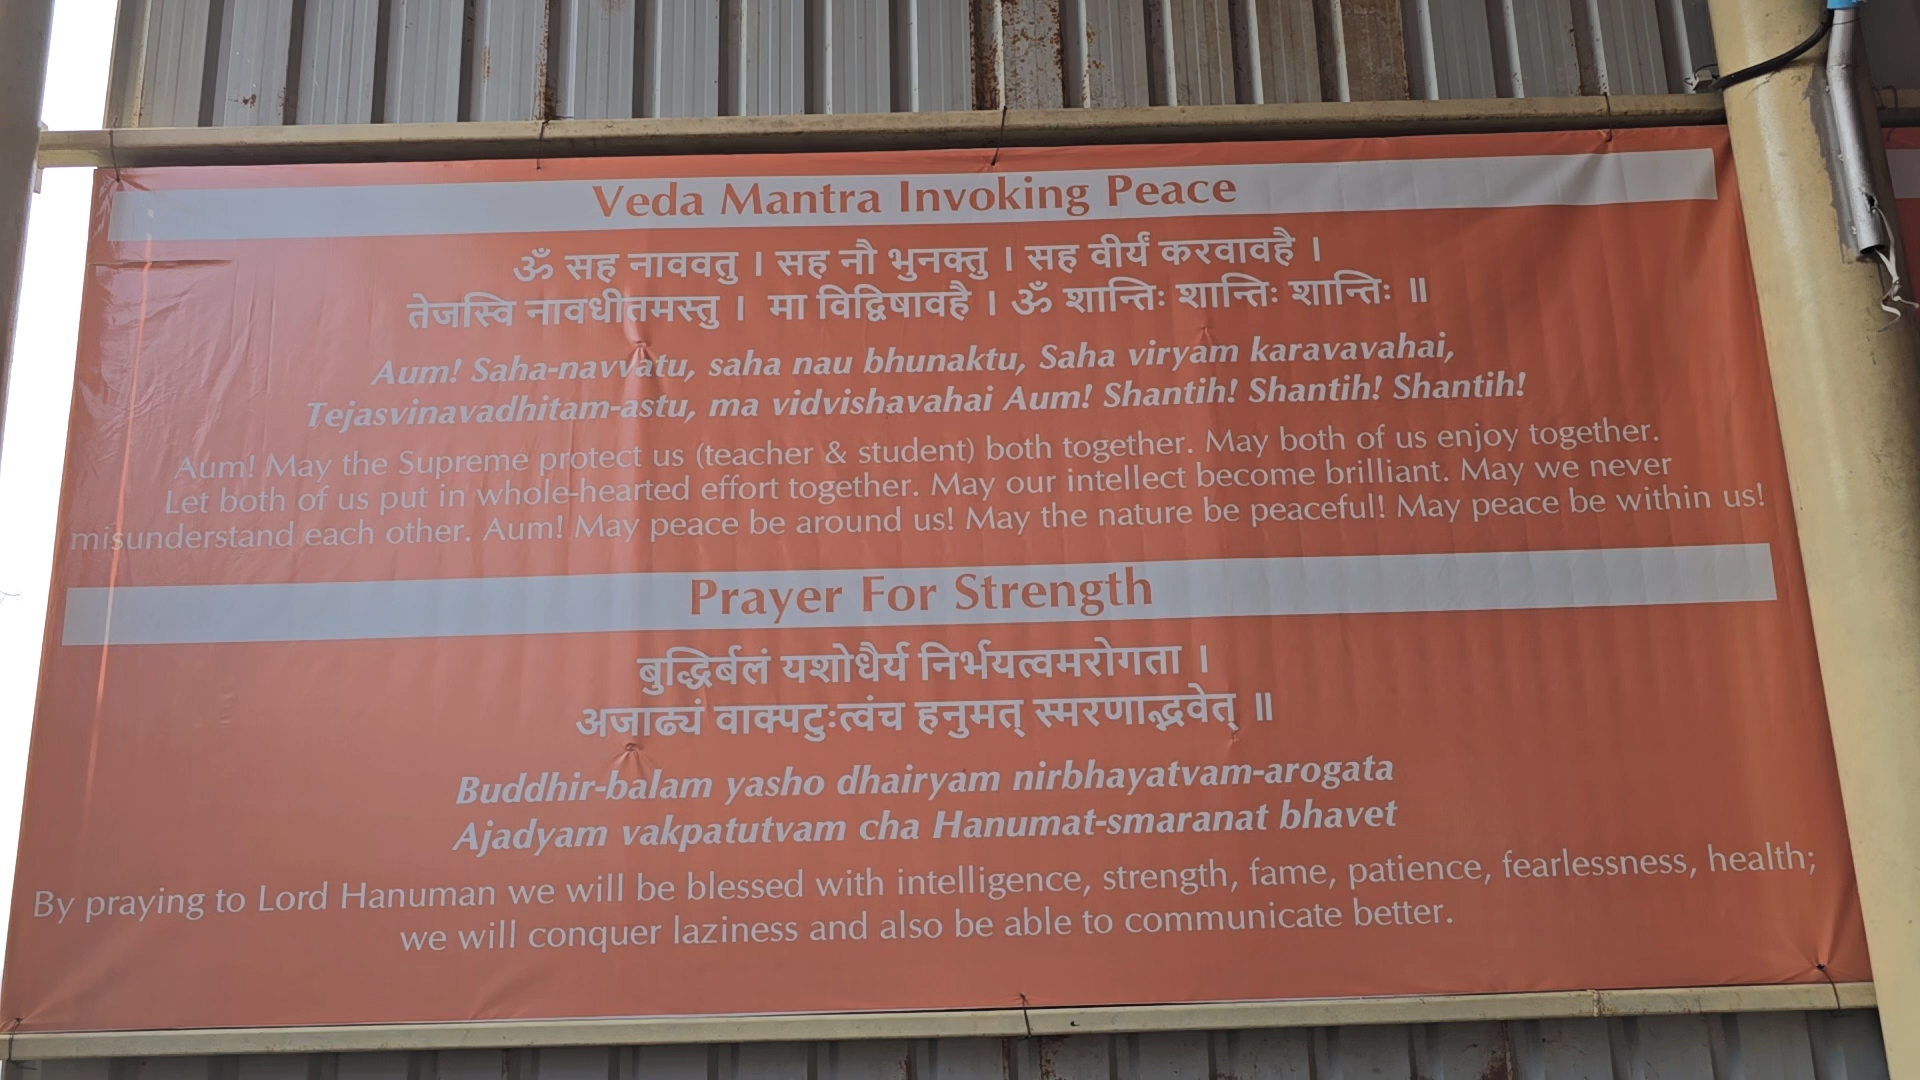 Veda Mantra Invoking Peace
ॐ सह नाववतु । सह नौ भुनक्तु । सह वीर्यं करवावहै ।
तेजस्वि नावधीतमस्तु । मा विद्विषावहै । ॐ शान्तिः शान्तिः शान्तिः ॥
Aum! Saha-navvatu, saha nau bhunaktu, Saha viryam karavavahai,
Tejasvinavadhitam-astu, ma vidvishavahai Aum! Shantih! Shantih! Shantih!
Aum! May the Supreme protect us (teacher & student) both together. May both of us enjoy together.
Let both of us put in whole-hearted effort together. May our intellect become brilliant. May we never
misunderstand each other. Aum! May peace be around us! May the nature be peaceful! May peace be within us!
Prayer For Strength
बुद्धिर्बलं यशोधैर्य निर्भयत्वमरोगता ।
अजाढ्यं वाक्पटुःत्वंच हनुमत् स्मरणाद्भवेत् ॥
Buddhir-balam yasho dhairyam nirbhayatvam-arogata
Ajadyam vakpatutvam cha Hanumat-smaranat bhavet
By praying to Lord Hanuman we will be blessed with intelligence, strength, fame, patience, fearlessness, health;
we will conquer laziness and also be able to communicate better.